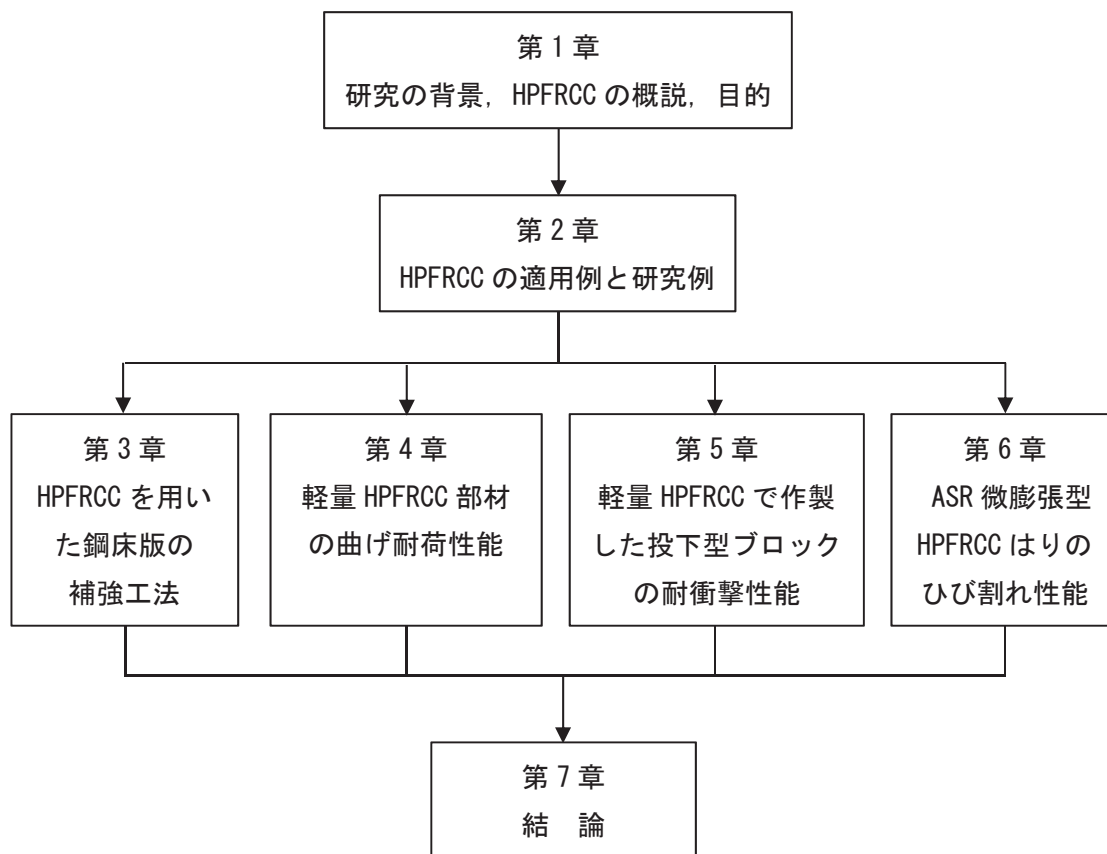 第１章
研究の背景，HPFRCC の概説，目的
第２章
HPFRCC の適用例と研究例
第３章
HPFRCC を用い
た鋼床版の
補強工法
第４章
軽量 HPFRCC 部材
の曲げ耐荷性能
第５章
軽量 HPFRCC で作製
した投下型ブロック
の耐衝撃性能
第６章
ASR 微膨張型
HPFRCC はりの
ひび割れ性能
第７章
結　論